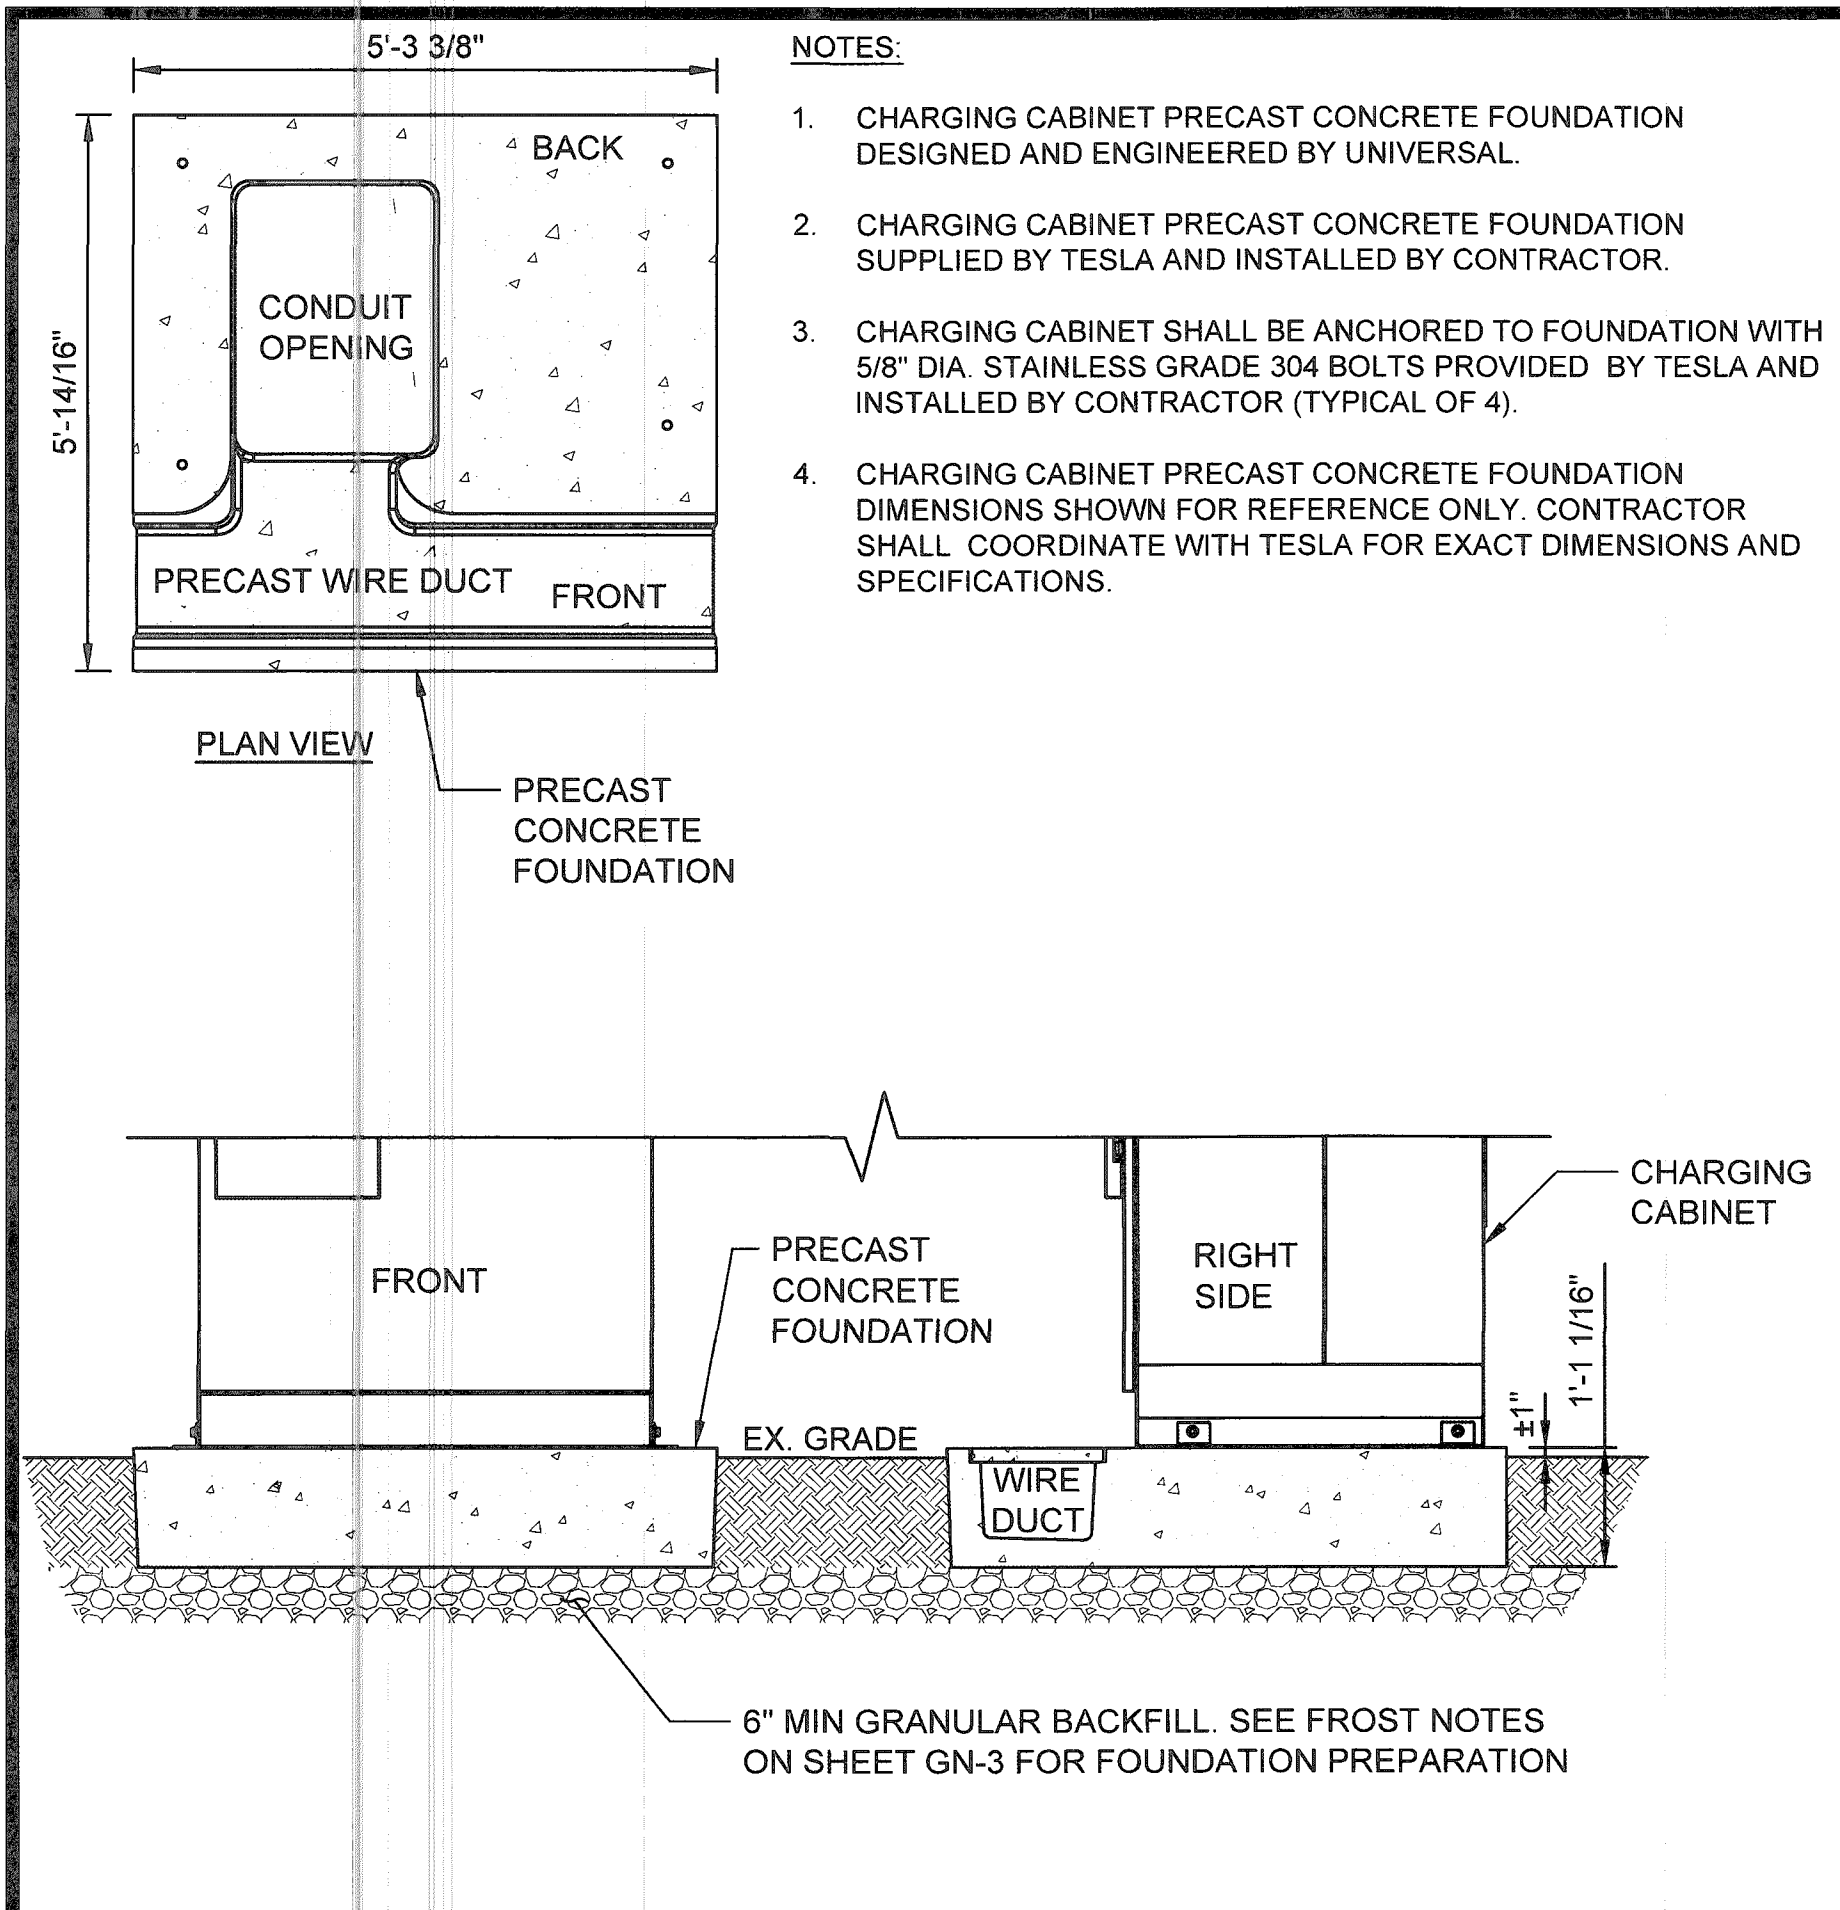 5'-3 3/8"
5'-14/16"
BACK
CONDUIT
OPENING
PRECAST WIRE DUCT
FRONT
PLAN VIEW
PRECAST
CONCRETE
FOUNDATION
NOTES:
1. CHARGING CABINET PRECAST CONCRETE FOUNDATION
DESIGNED AND ENGINEERED BY UNIVERSAL.
2. CHARGING CABINET PRECAST CONCRETE FOUNDATION
SUPPLIED BY TESLA AND INSTALLED BY CONTRACTOR.
3. CHARGING CABINET SHALL BE ANCHORED TO FOUNDATION WITH
5/8" DIA. STAINLESS GRADE 304 BOLTS PROVIDED BY TESLA AND
INSTALLED BY CONTRACTOR (TYPICAL OF 4).
4. CHARGING CABINET PRECAST CONCRETE FOUNDATION
DIMENSIONS SHOWN FOR REFERENCE ONLY. CONTRACTOR
SHALL COORDINATE WITH TESLA FOR EXACT DIMENSIONS AND
SPECIFICATIONS.
FRONT
PRECAST
CONCRETE
FOUNDATION
EX. GRADE
RIGHT
SIDE
WIRE
DUCT
CHARGING
CABINET
±1"
1'-1 1/16"
6" MIN GRANULAR BACKFILL. SEE FROST NOTES
ON SHEET GN-3 FOR FOUNDATION PREPARATION